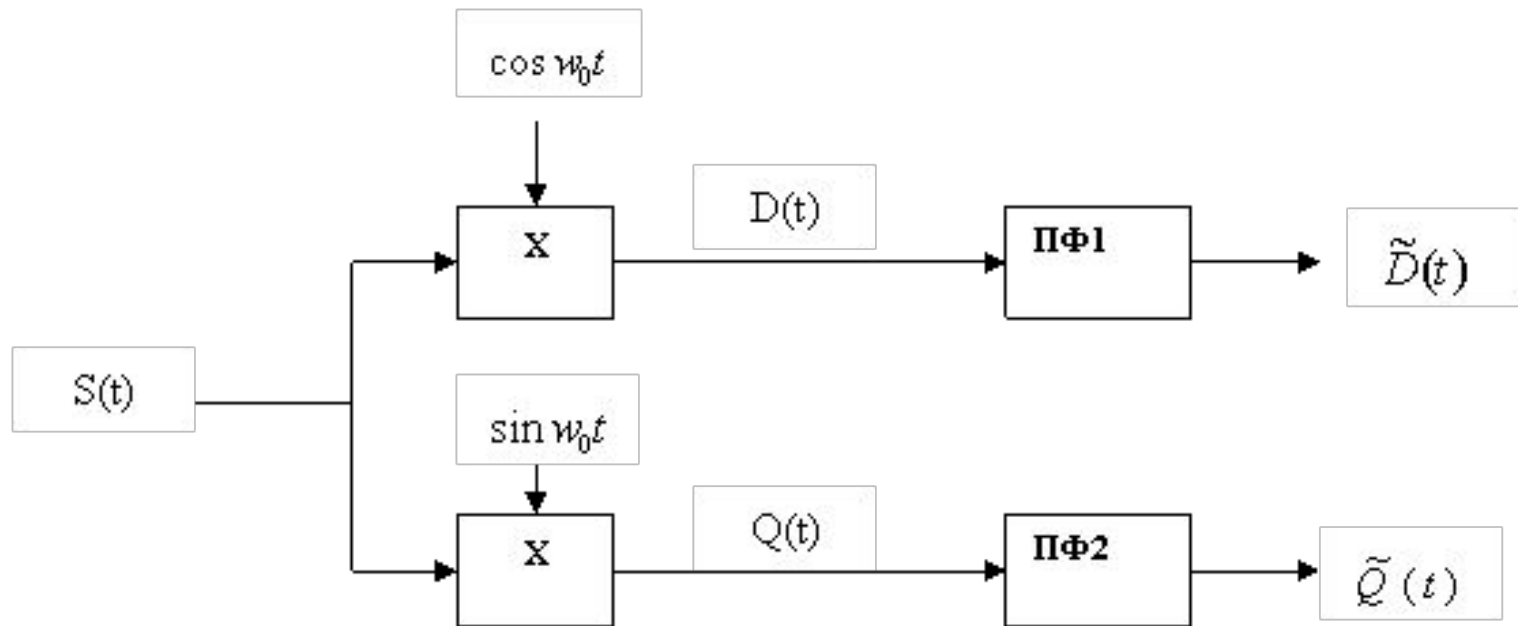 cos w₀t
D(t)
X
ПФ1
D̃(t)
S(t)
sin w₀t
Q(t)
X
ПФ2
Q̃ (t)